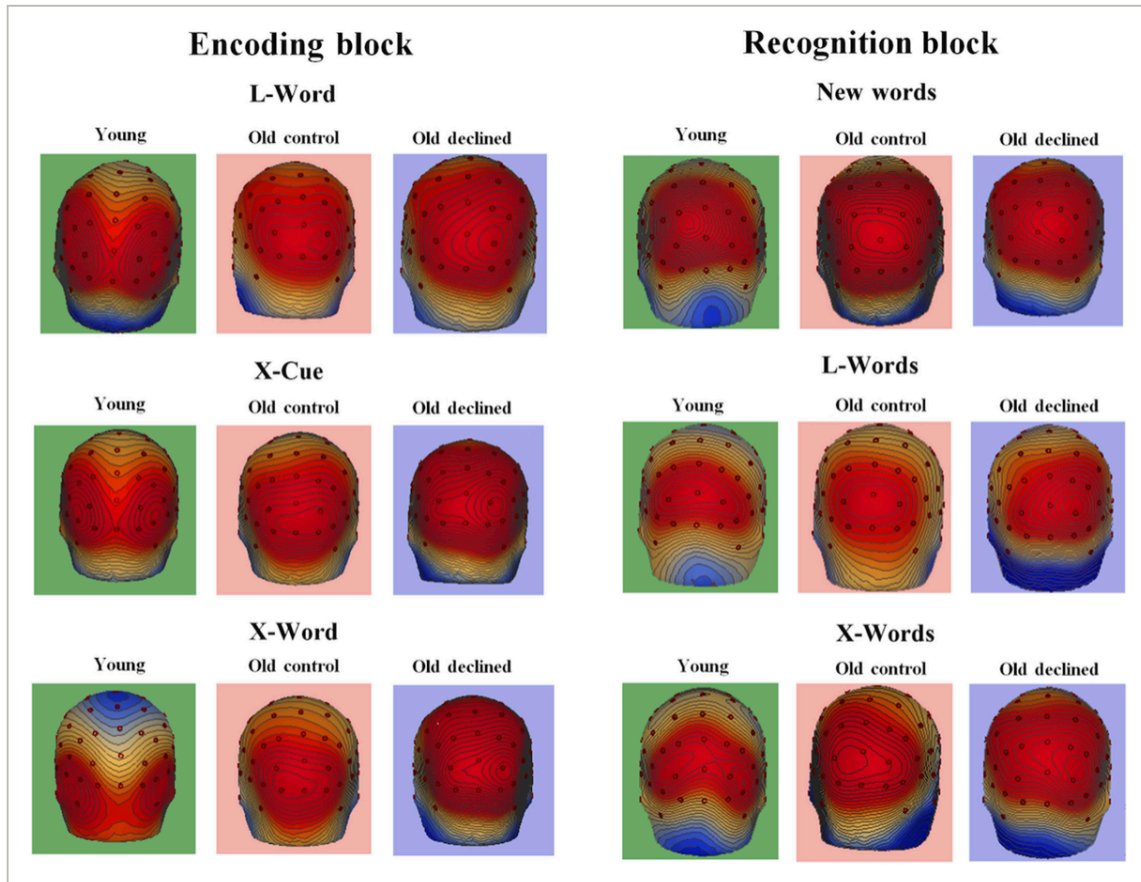 Encoding block
L-Word
Young Old control Old declined
X-Cue
Young Old control Old declined
X-Word
Young Old control Old declined
Recognition block
New words
Young Old control Old declined
L-Words
Young Old control Old declined
X-Words
Young Old control Old declined